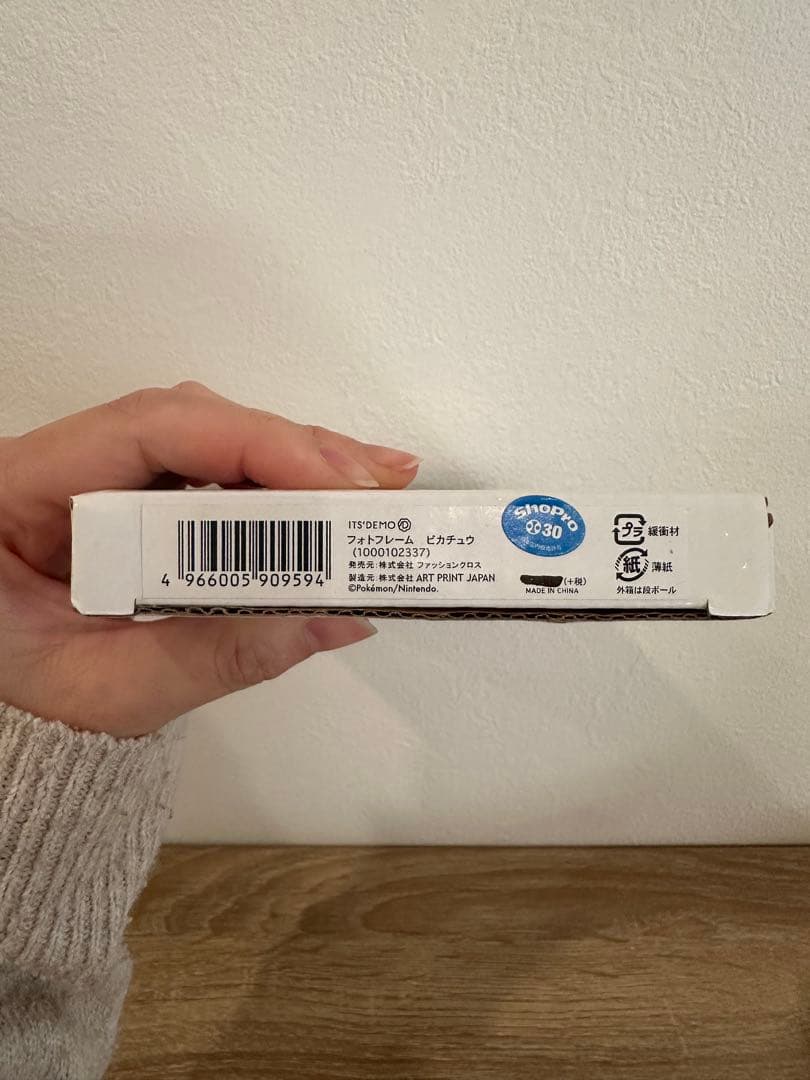 4 966005 909594
ITS'DEMO
フォトフレーム ピカチュウ
(1000102337)
発売元:株式会社 ファッションクロス
製造元:株式会社 ART PRINT JAPAN
©Pokémon/Nintendo.
ShoPro
30
(+税)
MADE IN CHINA
プラ 緩衝材
紙 薄紙
外箱は段ボール